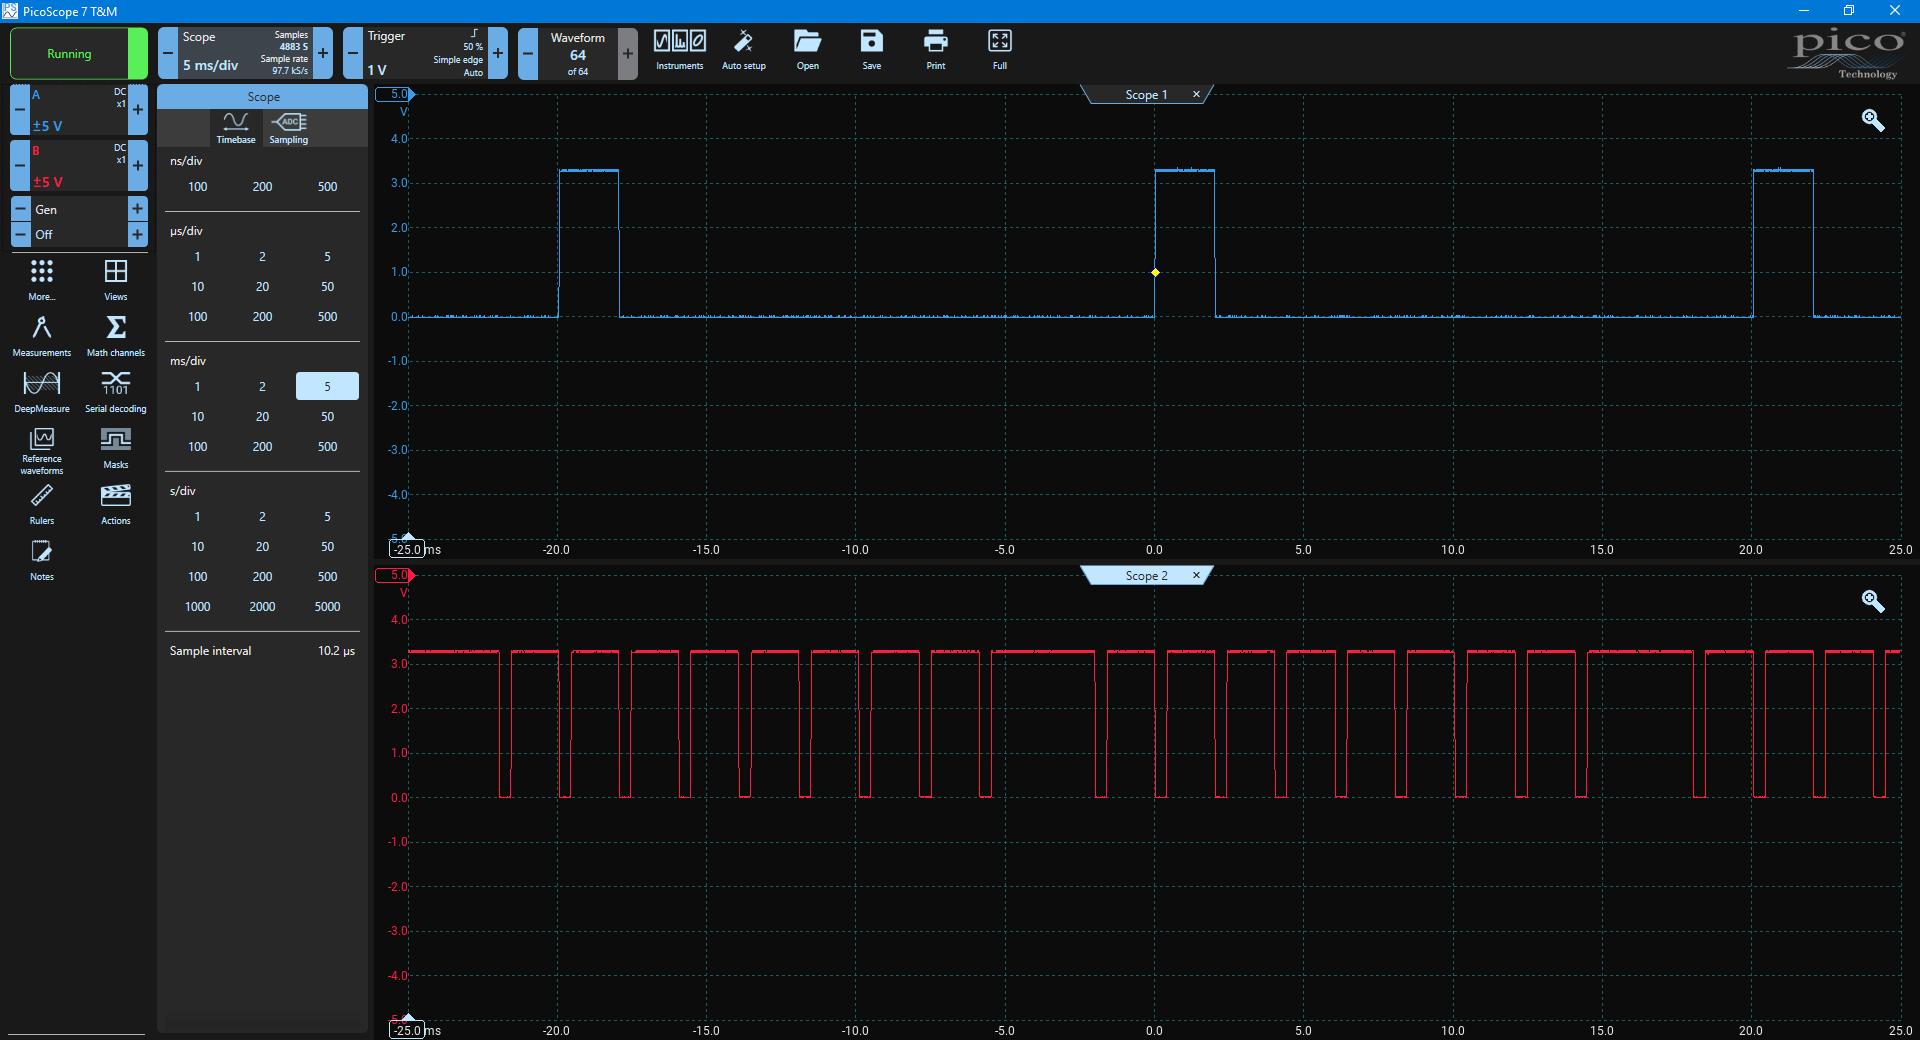 PicoScope 7 T&M
Running
Scope
5 ms/div
Samples
4883 S
Sample rate
97.7 kS/s
Trigger
1 V
50 %
Simple edge
Auto
Waveform
64
of 64
Instruments
Auto setup
Open
Save
Print
Full
pico
Technology
A
DC
x1
±5 V
B
DC
x1
±5 V
Gen
Off
More...
Views
Measurements
Math channels
DeepMeasure
1101
Serial decoding
Reference
waveforms
Masks
Rulers
Actions
Notes
Scope
ADC
Timebase
Sampling
ns/div
100 200 500
µs/div
1 2 5
10 20 50
100 200 500
ms/div
1 2 5
10 20 50
100 200 500
s/div
1 2 5
10 20 50
100 200 500
1000 2000 5000
Sample interval 10.2 µs
Scope 1
5.0
V
4.0
3.0
2.0
1.0
0.0
-1.0
-2.0
-3.0
-4.0
-25.0 ms -20.0 -15.0 -10.0 -5.0 0.0 5.0 10.0 15.0 20.0 25.0
Scope 2
5.0
V
4.0
3.0
2.0
1.0
0.0
-1.0
-2.0
-3.0
-4.0
-25.0 ms -20.0 -15.0 -10.0 -5.0 0.0 5.0 10.0 15.0 20.0 25.0